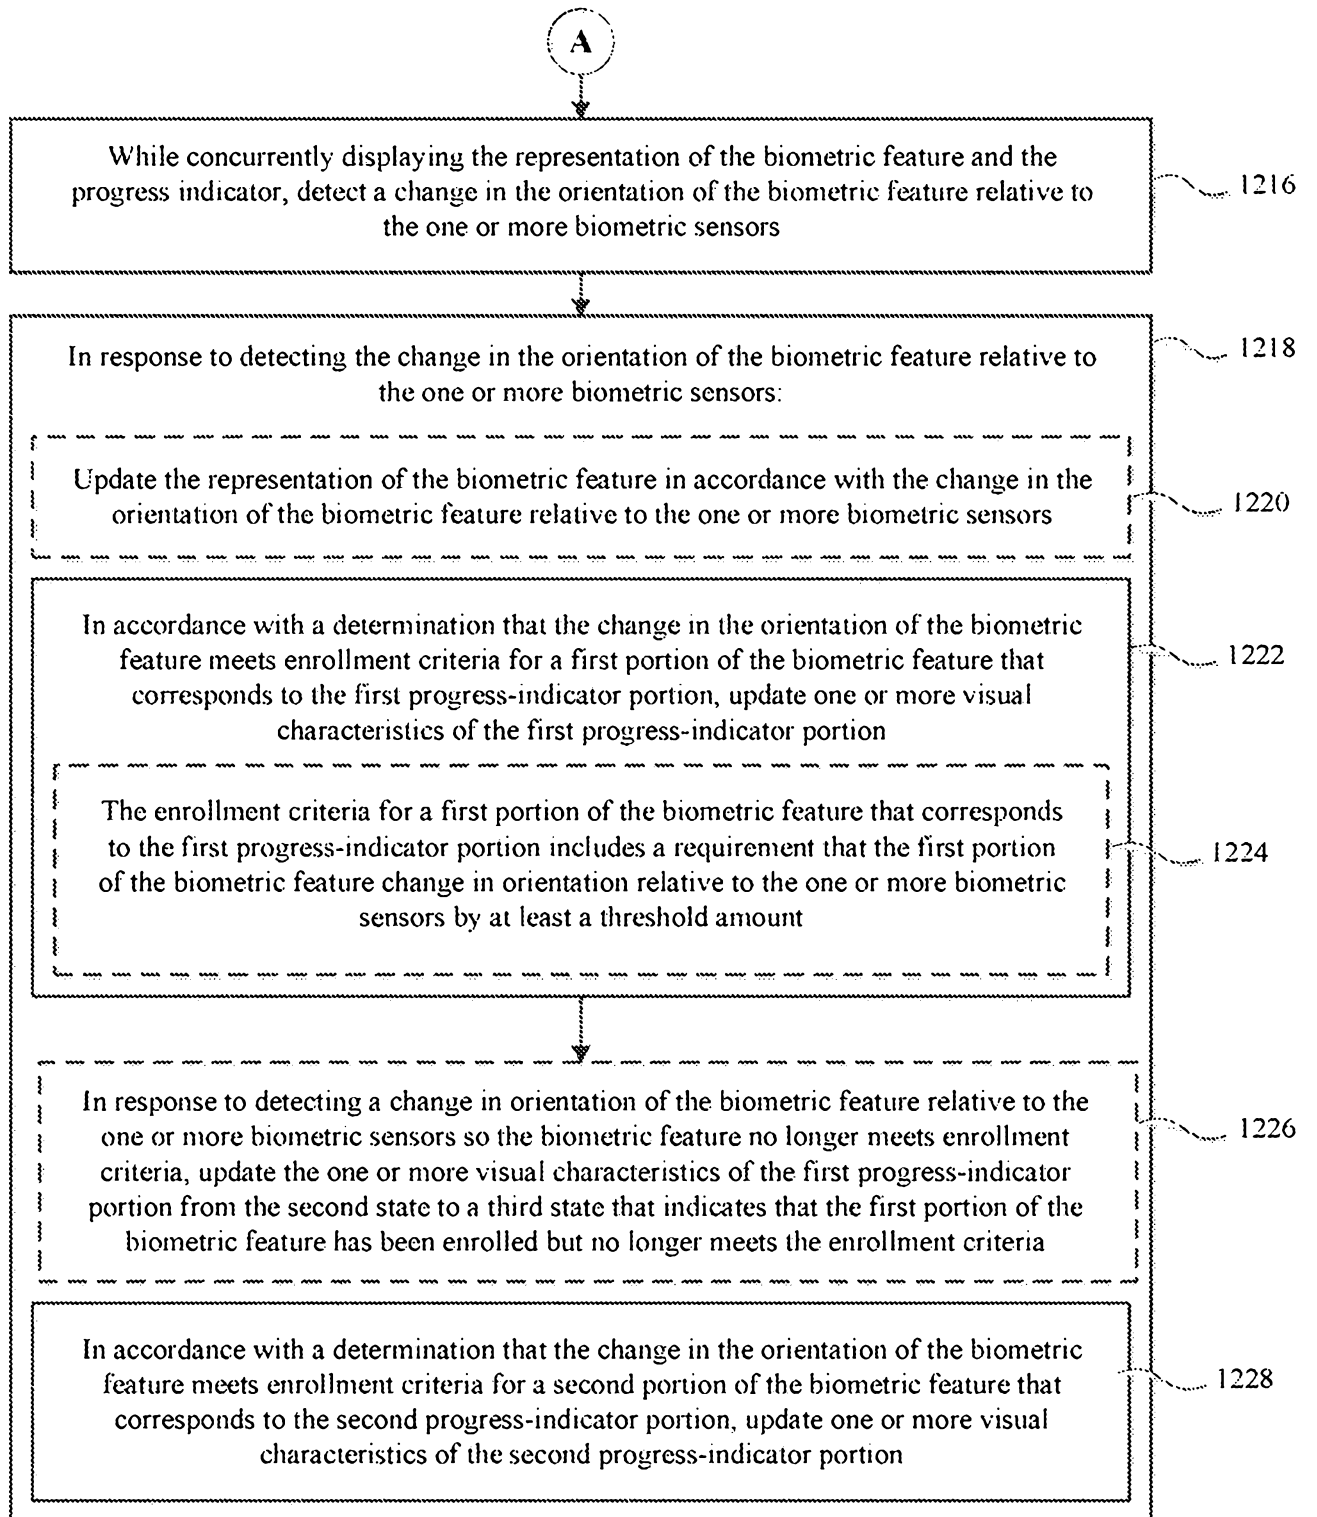 A
While concurrently displaying the representation of the biometric feature and the
progress indicator, detect a change in the orientation of the biometric feature relative to
the one or more biometric sensors
1216
In response to detecting the change in the orientation of the biometric feature relative to
the one or more biometric sensors:
1218
Update the representation of the biometric feature in accordance with the change in the
orientation of the biometric feature relative to the one or more biometric sensors
1220
In accordance with a determination that the change in the orientation of the biometric
feature meets enrollment criteria for a first portion of the biometric feature that
corresponds to the first progress-indicator portion, update one or more visual
characteristics of the first progress-indicator portion
1222
The enrollment criteria for a first portion of the biometric feature that corresponds
to the first progress-indicator portion includes a requirement that the first portion
of the biometric feature change in orientation relative to the one or more biometric
sensors by at least a threshold amount
1224
In response to detecting a change in orientation of the biometric feature relative to the
one or more biometric sensors so the biometric feature no longer meets enrollment
criteria, update the one or more visual characteristics of the first progress-indicator
portion from the second state to a third state that indicates that the first portion of the
biometric feature has been enrolled but no longer meets the enrollment criteria
1226
In accordance with a determination that the change in the orientation of the biometric
feature meets enrollment criteria for a second portion of the biometric feature that
corresponds to the second progress-indicator portion, update one or more visual
characteristics of the second progress-indicator portion
1228